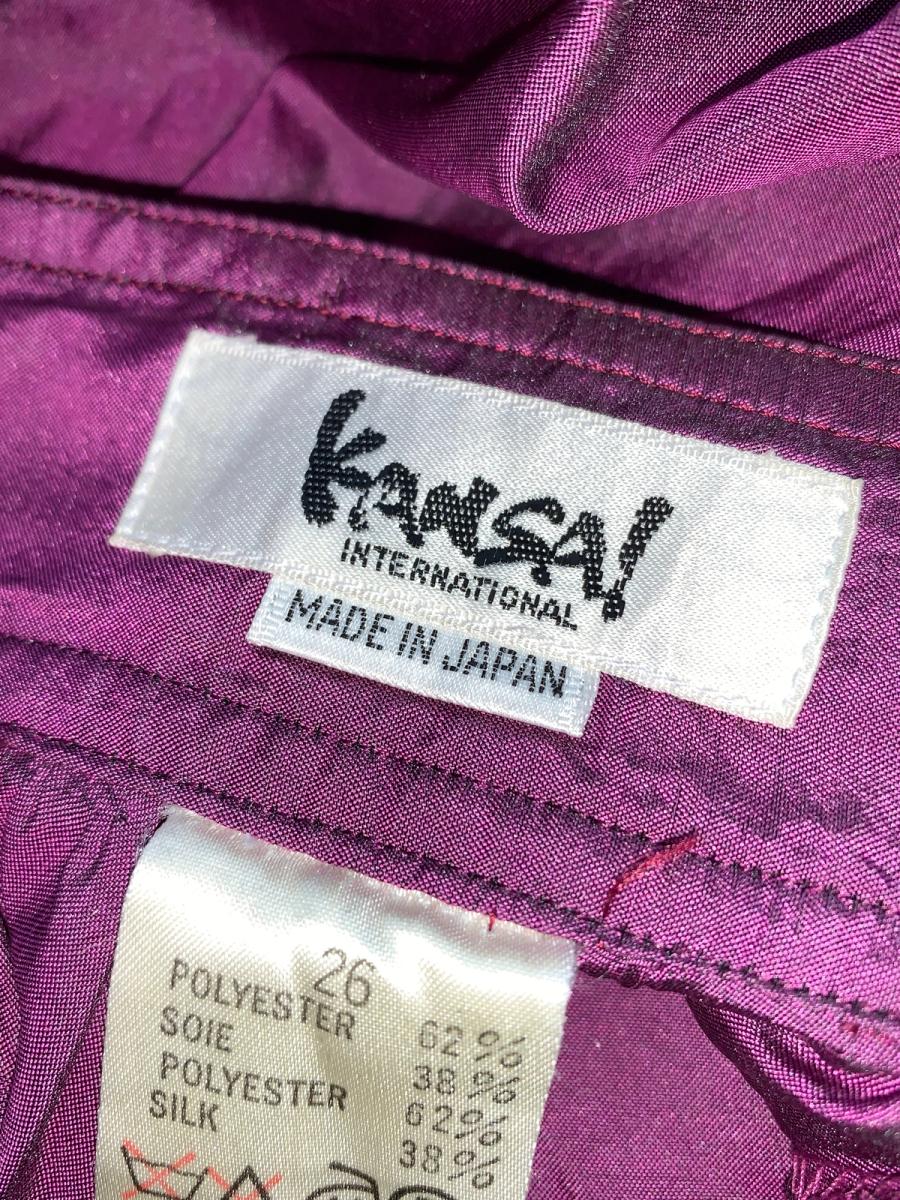 KANSAI
INTERNATIONAL
MADE IN JAPAN
26
POLYESTER 62%
SOIE 38%
POLYESTER 62%
SILK 38%